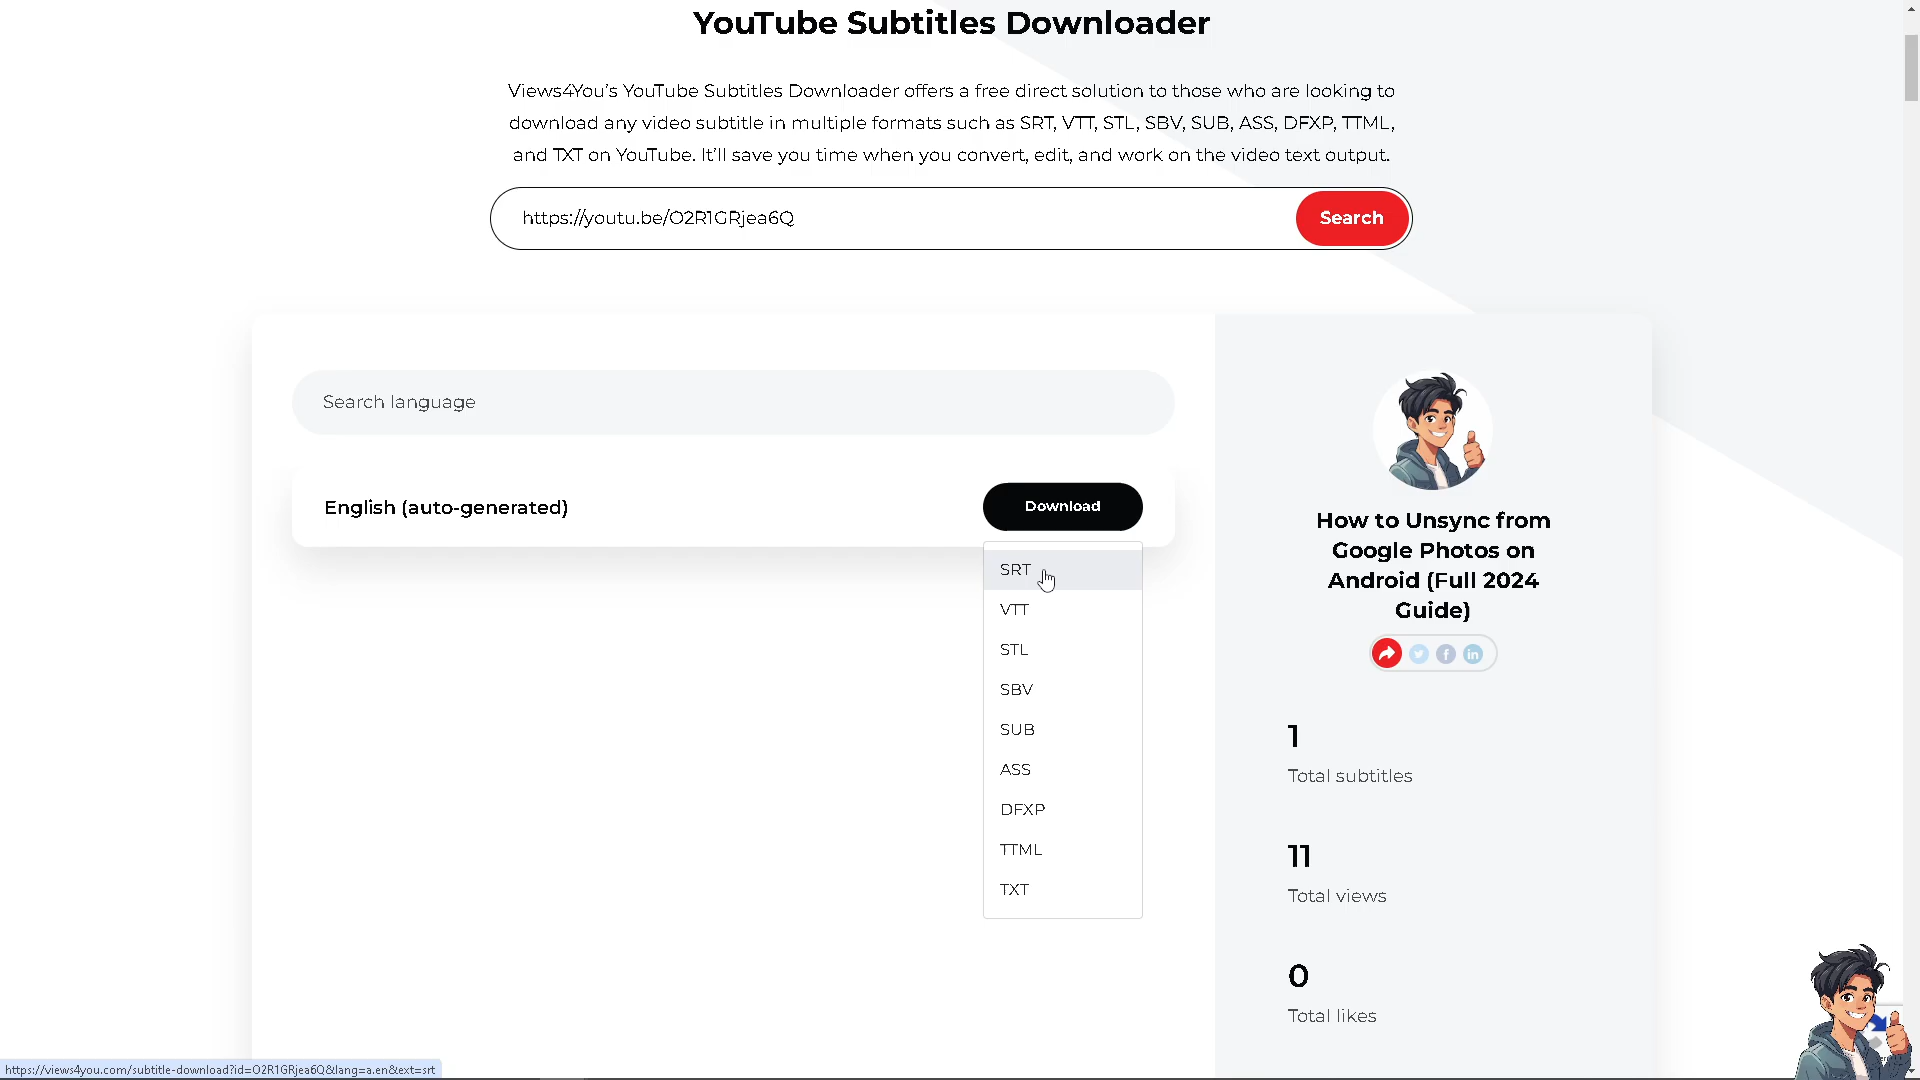 YouTube Subtitles Downloader
Views4You's YouTube Subtitles Downloader offers a free direct solution to those who are looking to
download any video subtitle in multiple formats such as SRT, VTT, STL, SBV, SUB, ASS, DFXP, TTML,
and TXT on YouTube. It'll save you time when you convert, edit, and work on the video text output.
https://youtu.be/O2R1GRjea6Q
Search
Search language
English (auto-generated)
Download
SRT
VTT
STL
SBV
SUB
ASS
DFXP
TTML
TXT
How to Unsync from
Google Photos on
Android (Full 2024
Guide)
1
Total subtitles
11
Total views
0
Total likes
https://views4you.com/subtitle-download?id=O2R1GRjea6Q&lang=a.en&ext=srt